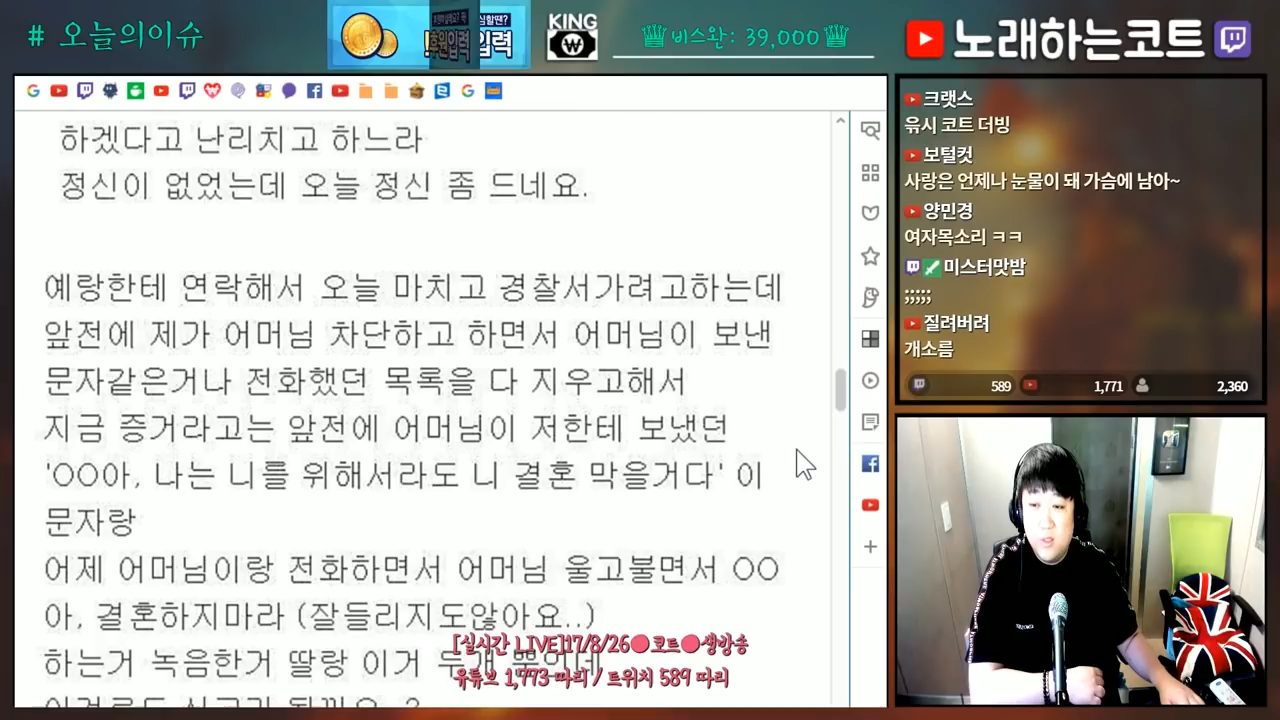 # 오늘의이슈
KING
비스완: 39,000
노래하는코트
하겠다고 난리치고 하느라
정신이 없었는데 오늘 정신 좀 드네요.
예랑한테 연락해서 오늘 마치고 경찰서가려고하는데
앞전에 제가 어머님 차단하고 하면서 어머님이 보낸
문자같은거나 전화했던 목록을 다 지우고해서
지금 증거라고는 앞전에 어머님이 저한테 보냈던
'OO아, 나는 니를 위해서라도 니 결혼 막을거다' 이
문자랑
어제 어머님이랑 전화하면서 어머님 울고불면서 OO
아, 결혼하지마라 (잘들리지도않아요..)
하는거 녹음한거 딸랑 이거
[실시간 LIVE]17/8/26●코트●생방송
유튜브 1,773 따리 / 트위치 589 따리
크랫스
유시 코트 더빙
보털컷
사랑은 언제나 눈물이 돼 가슴에 남아~
양민경
여자목소리 ㅋㅋ
미스터맛밤
;;;;;
질려버려
개소름
589 1,771 2,360